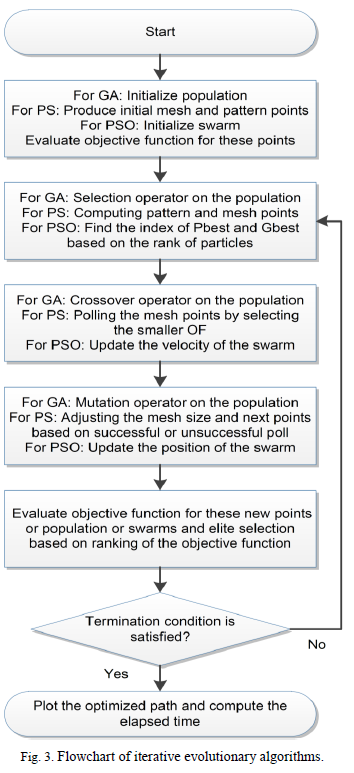 Start
For GA: Initialize population
For PS: Produce initial mesh and pattern points
For PSO: Initialize swarm
Evaluate objective function for these points
For GA: Selection operator on the population
For PS: Computing pattern and mesh points
For PSO: Find the index of Pbest and Gbest
based on the rank of particles
For GA: Crossover operator on the population
For PS: Polling the mesh points by selecting
the smaller OF
For PSO: Update the velocity of the swarm
For GA: Mutation operator on the population
For PS: Adjusting the mesh size and next points
based on successful or unsuccessful poll
For PSO: Update the position of the swarm
Evaluate objective function for these new points
or population or swarms and elite selection
based on ranking of the objective function
Termination condition is
satisfied?
No
Yes
Plot the optimized path and compute the
elapsed time
Fig. 3. Flowchart of iterative evolutionary algorithms.